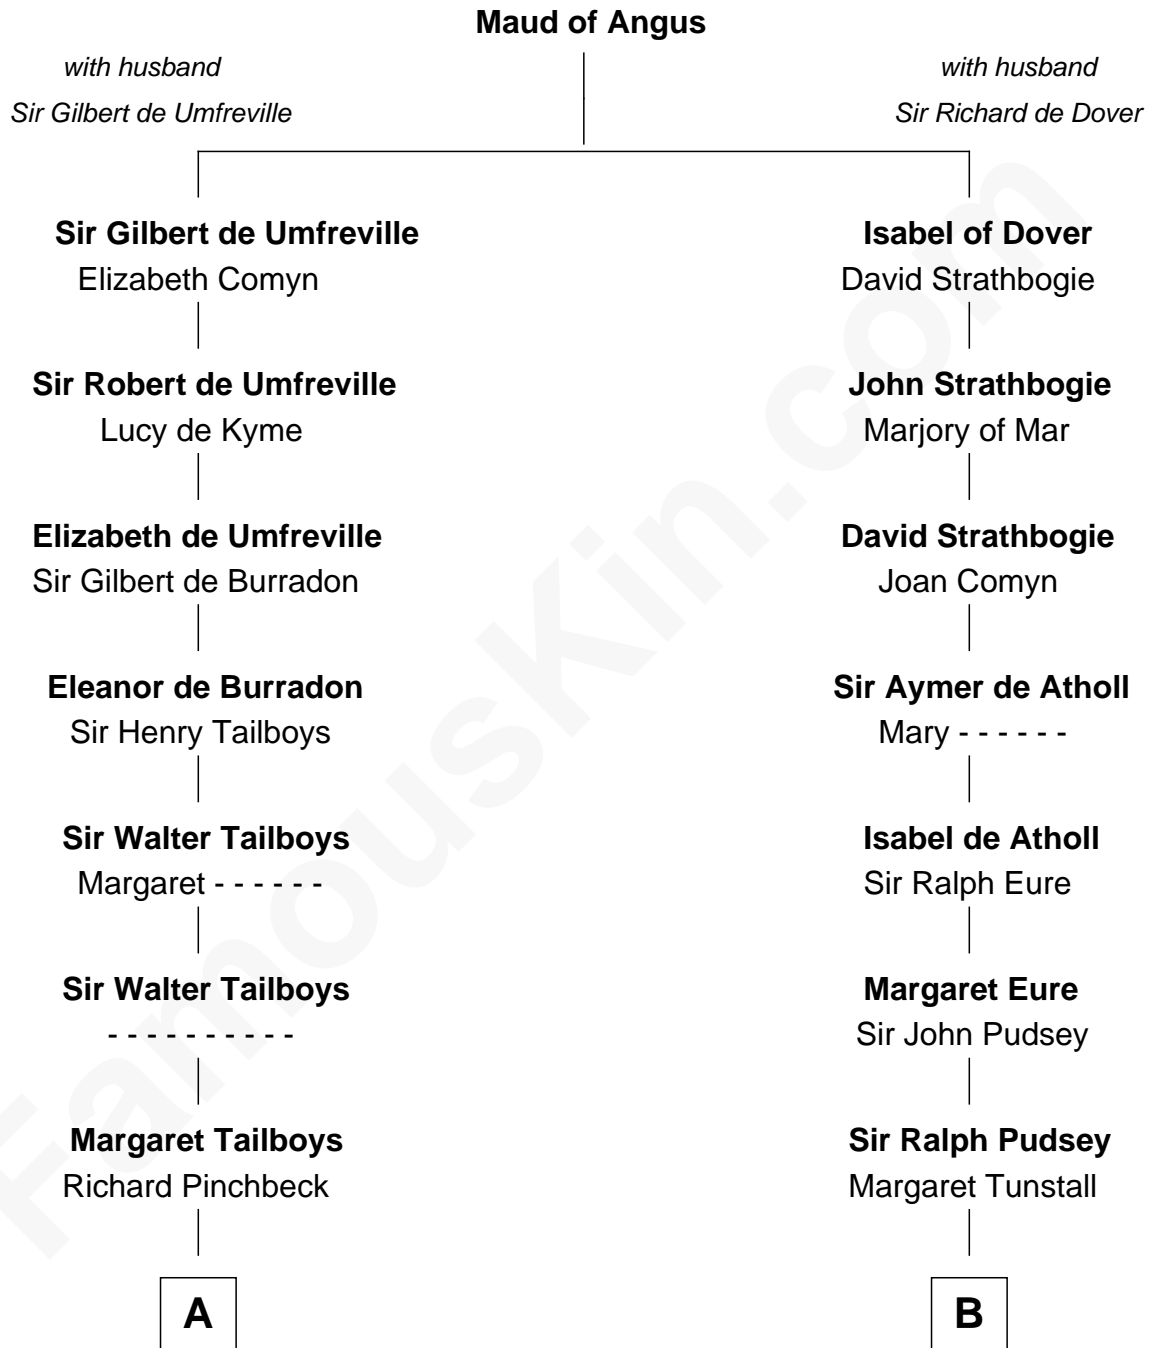 Maud of Angus
with husband
Sir Gilbert de Umfreville
with husband
Sir Richard de Dover
Sir Gilbert de Umfreville
Elizabeth Comyn
Sir Robert de Umfreville
Lucy de Kyme
Elizabeth de Umfreville
Sir Gilbert de Burradon
Eleanor de Burradon
Sir Henry Tailboys
Sir Walter Tailboys
Margaret - - - - - -
Sir Walter Tailboys
- - - - - - - - - -
Margaret Tailboys
Richard Pinchbeck
A
Isabel of Dover
David Strathbogie
John Strathbogie
Marjory of Mar
David Strathbogie
Joan Comyn
Sir Aymer de Atholl
Mary - - - - - -
Isabel de Atholl
Sir Ralph Eure
Margaret Eure
Sir John Pudsey
Sir Ralph Pudsey
Margaret Tunstall
B
FamousKin.com